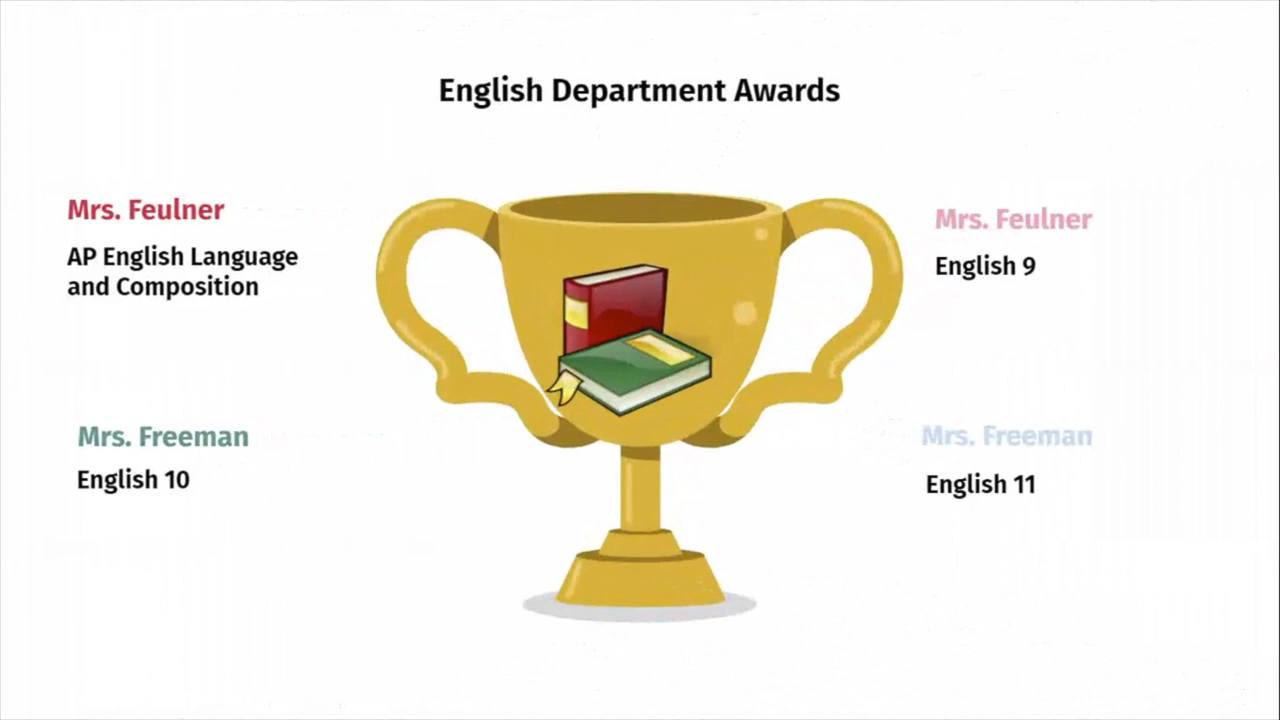 English Department Awards
Mrs. Feulner
AP English Language
and Composition
Mrs. Feulner
English 9
Mrs. Freeman
English 10
Mrs. Freeman
English 11